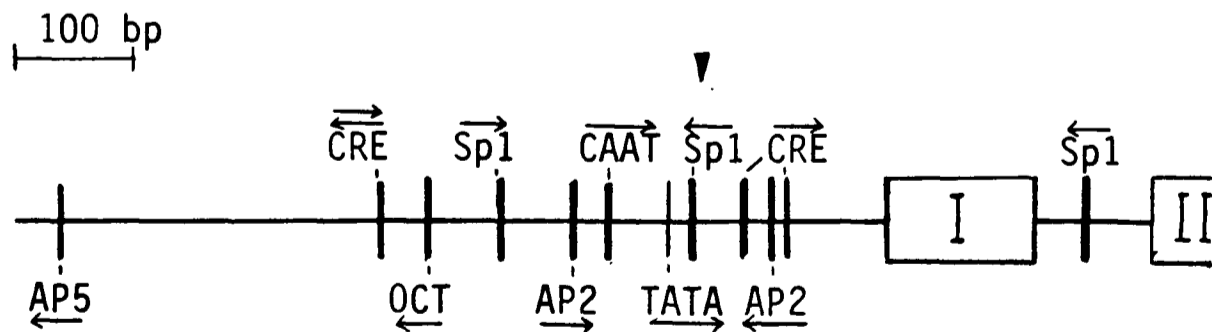 100 bp
CRE Sp1 CAAT Sp1 CRE Sp1
I II
AP5 OCT AP2 TATA AP2